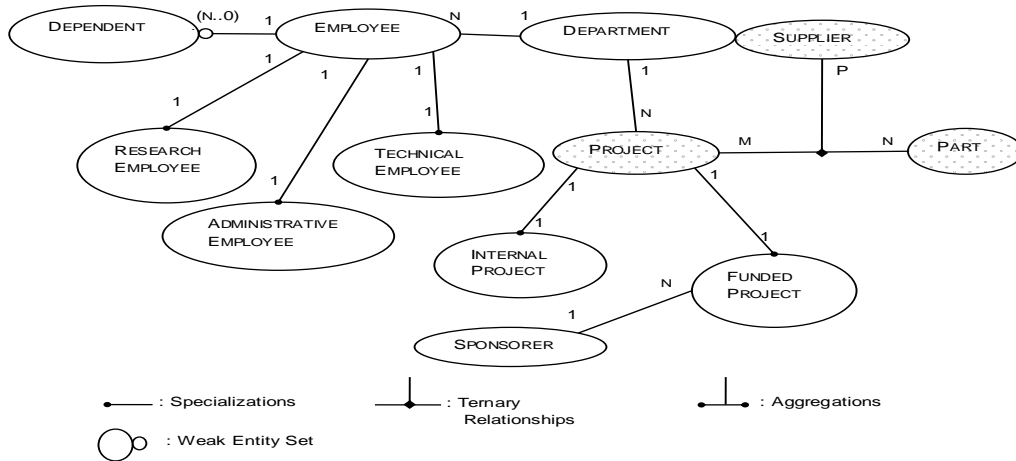 DEPENDENT
(N..0)
1
EMPLOYEE
N
1
DEPARTMENT
SUPPLIER
1
1
1
1
P
1
1
RESEARCH
EMPLOYEE
1
TECHNICAL
EMPLOYEE
N
PROJECT
M
N
PART
1
ADMINISTRATIVE
EMPLOYEE
1
1
1
INTERNAL
PROJECT
1
FUNDED
PROJECT
N
1
SPONSORER
: Specializations
: Ternary
Relationships
: Aggregations
: Weak Entity Set